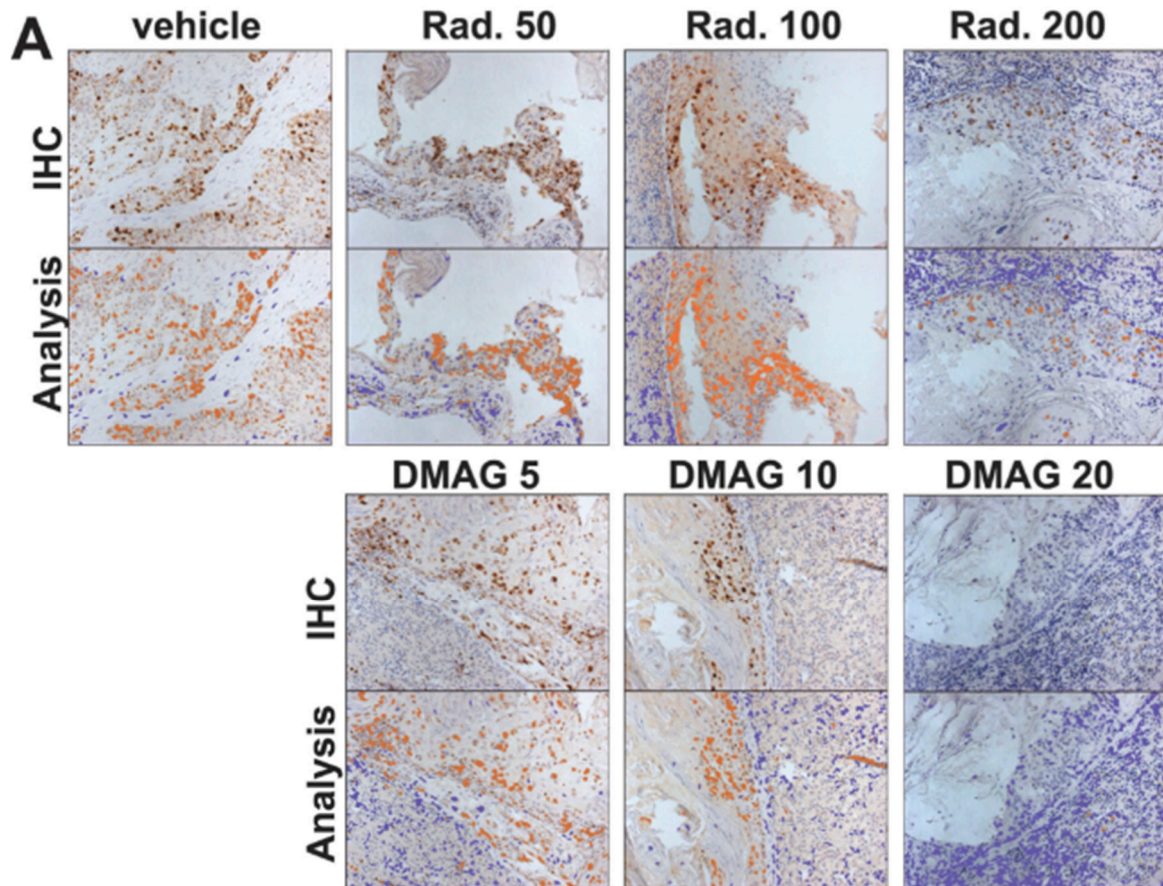 A
vehicle Rad. 50 Rad. 100 Rad. 200
IHC
Analysis
DMAG 5 DMAG 10 DMAG 20
IHC
Analysis